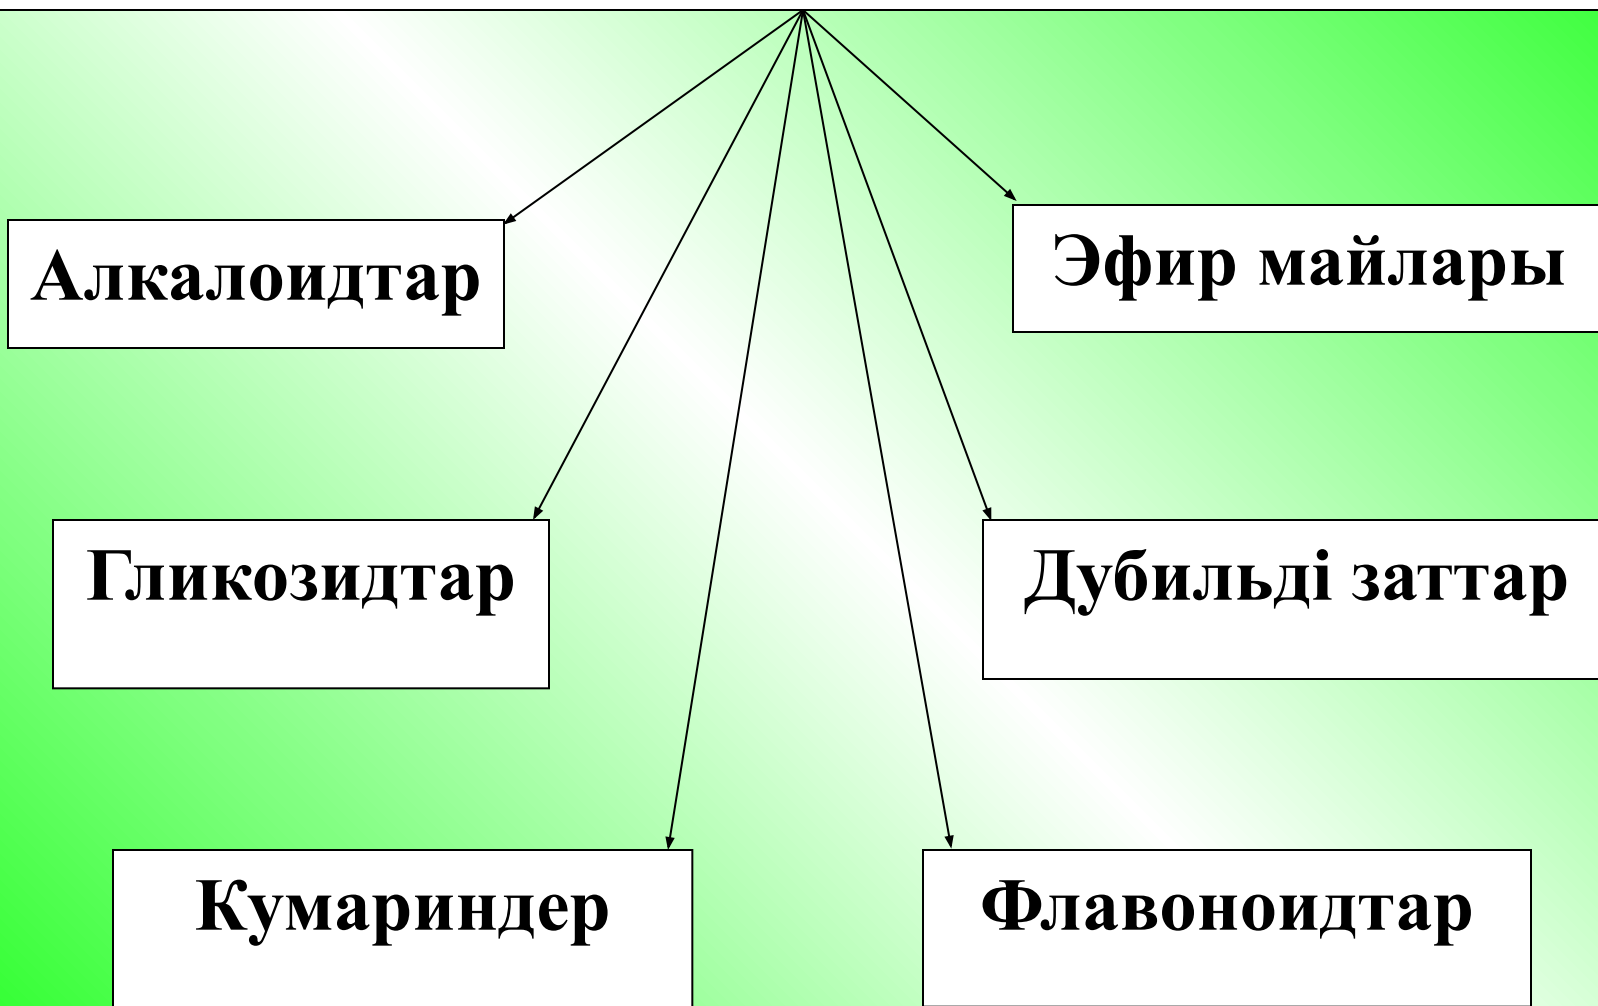 Алкалоидтар
Эфир майлары
Гликозидтар
Дубильді заттар
Кумариндер
Флавоноидтар